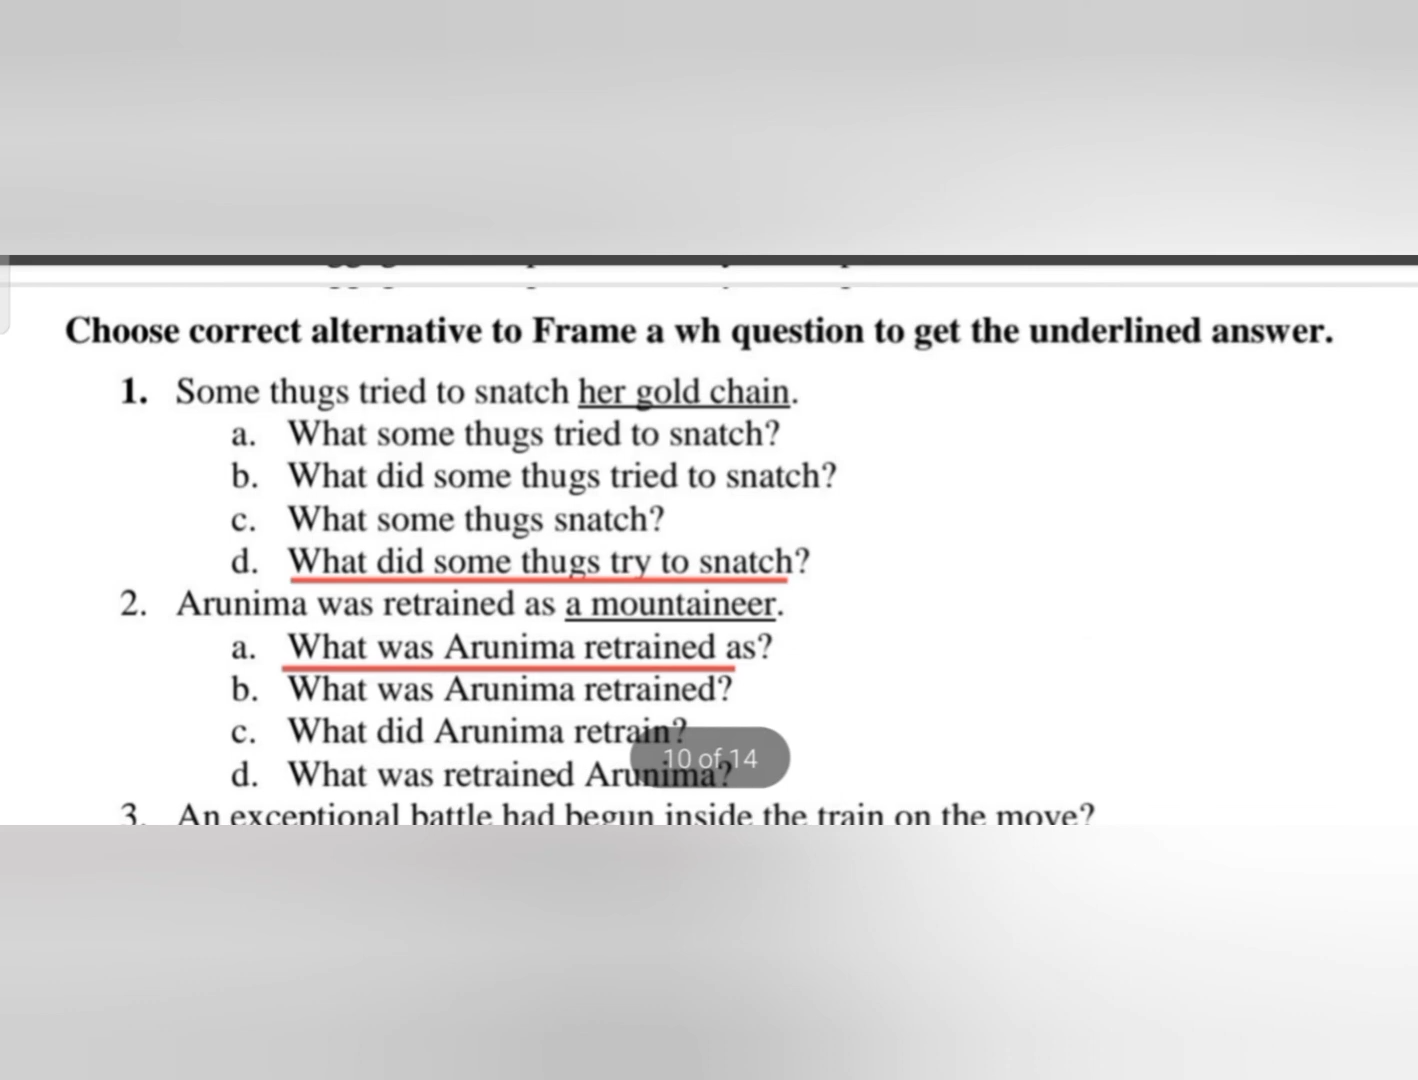 Choose correct alternative to Frame a wh question to get the underlined answer.
1. Some thugs tried to snatch her gold chain.
a. What some thugs tried to snatch?
b. What did some thugs tried to snatch?
c. What some thugs snatch?
d. What did some thugs try to snatch?
2. Arunima was retrained as a mountaineer.
a. What was Arunima retrained as?
b. What was Arunima retrained?
c. What did Arunima retrain?
10 of 14
d. What was retrained Arunima?
3. An exceptional battle had begun inside the train on the move?